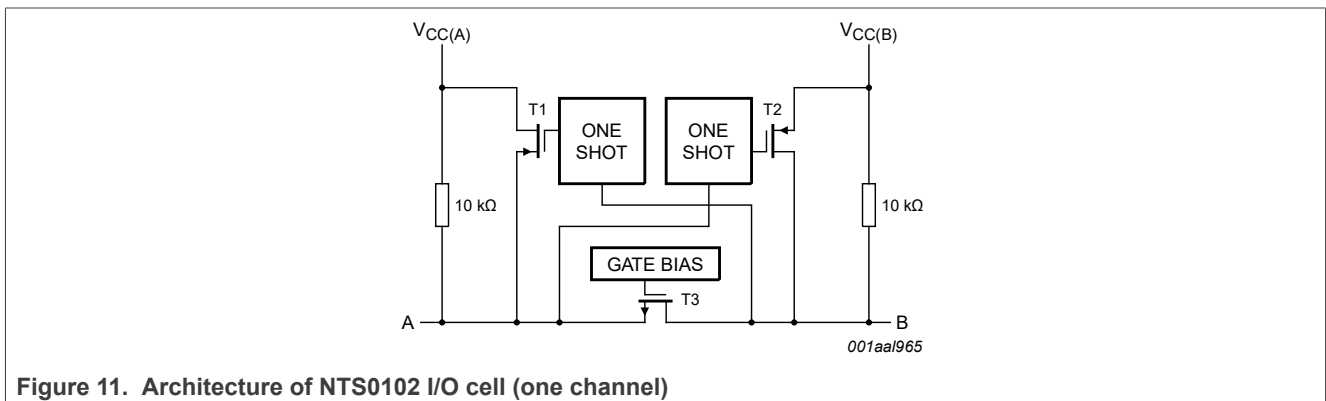 VCC(A)
VCC(B)
T1
ONE
SHOT
ONE
SHOT
T2
10 kΩ
10 kΩ
GATE BIAS
T3
A
B
001aal965
Figure 11. Architecture of NTS0102 I/O cell (one channel)